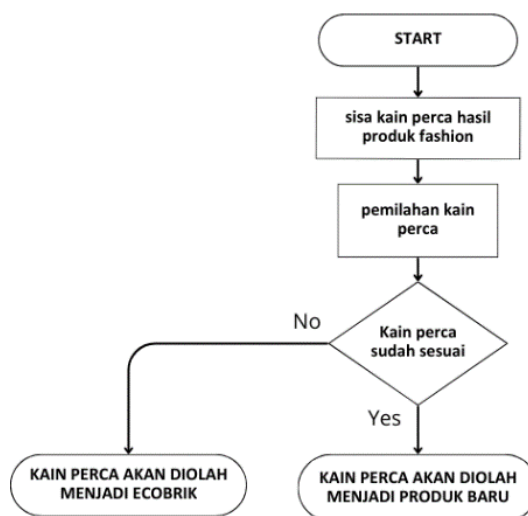 START
sisa kain perca hasil
produk fashion
pemilahan kain
perca
Kain perca
sudah sesuai
No
Yes
KAIN PERCA AKAN DIOLAH
MENJADI ECOBRIK
KAIN PERCA AKAN DIOLAH
MENJADI PRODUK BARU